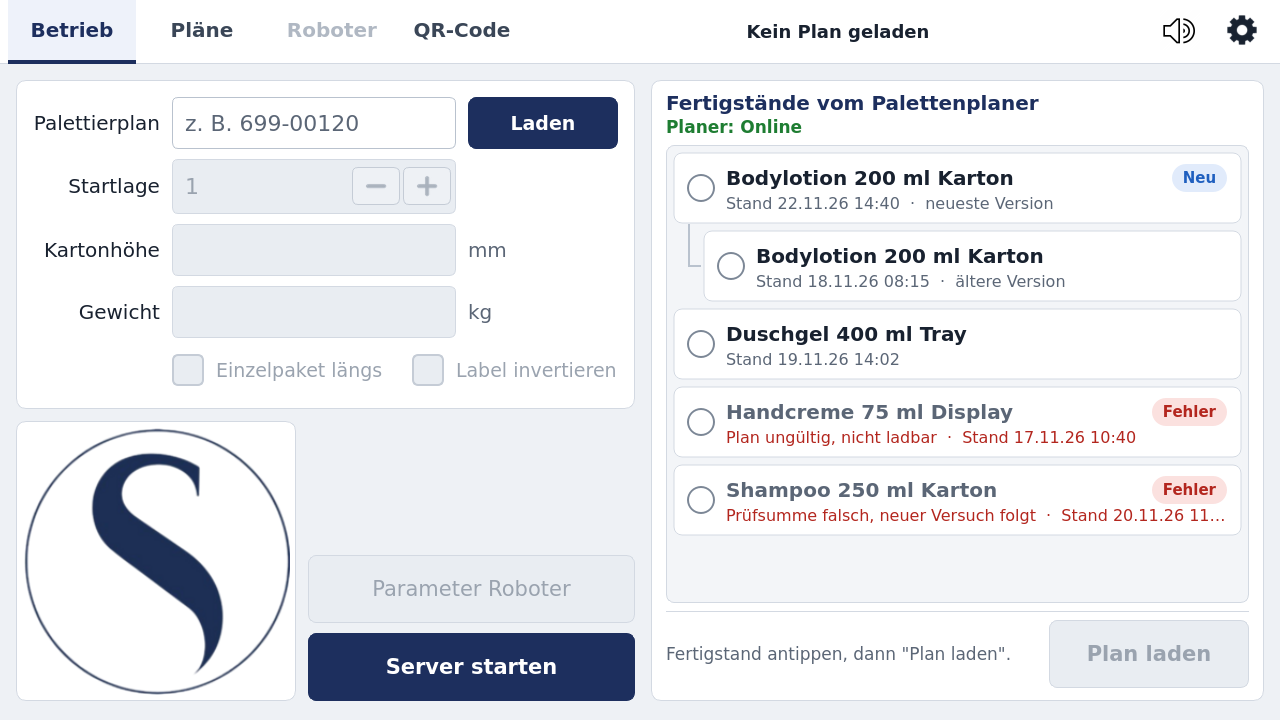 Betrieb
Pläne
Roboter
QR-Code
Kein Plan geladen
Palettierplan
z. B. 699-00120
Laden
Startlage
1
Kartonhöhe
mm
Gewicht
kg
Einzelpaket längs
Label invertieren
Parameter Roboter
Server starten
Fertigstände vom Palettenplaner
Planer: Online
Bodylotion 200 ml Karton
Neu
Stand 22.11.26 14:40 · neueste Version
Bodylotion 200 ml Karton
Stand 18.11.26 08:15 · ältere Version
Duschgel 400 ml Tray
Stand 19.11.26 14:02
Handcreme 75 ml Display
Fehler
Plan ungültig, nicht ladbar · Stand 17.11.26 10:40
Shampoo 250 ml Karton
Fehler
Prüfsumme falsch, neuer Versuch folgt · Stand 20.11.26 11…
Fertigstand antippen, dann "Plan laden".
Plan laden